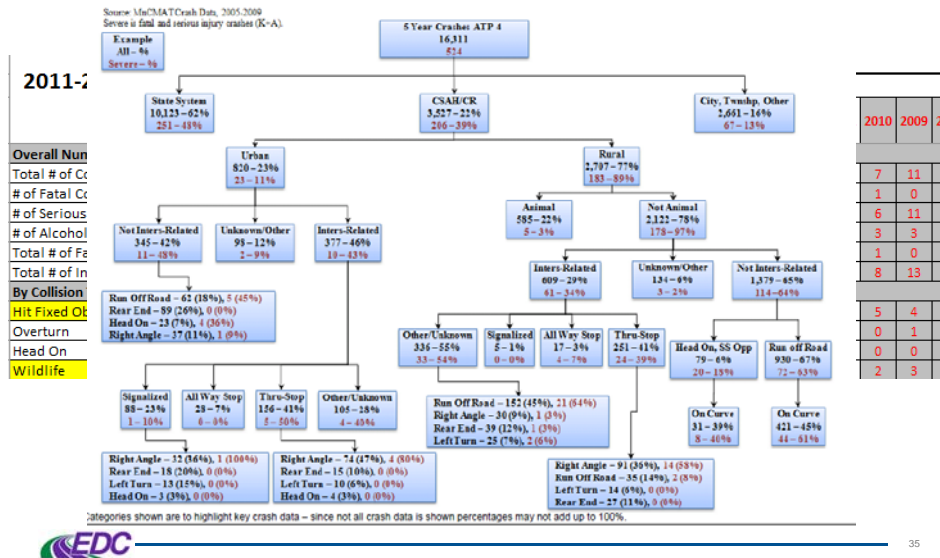 Source: MnCMAT Crash Data, 2005-2009
Severe is fatal and serious injury crashes (K+A).
Example
All – %
Severe – %
5 Year Crashes ATP 4
16,311
524
2011-2
State System
10,123–62%
251–48%
CSAH/CR
3,527–22%
206–39%
City, Twnshp, Other
2,661–16%
67–13%
2010 2009 2
Overall Nun
Total # of Co
7 11
# of Fatal Co
1 0
# of Serious
6 11
# of Alcohol
3 3
Total # of Fa
1 0
Total # of In
8 13
By Collision
Hit Fixed Ob
5 4
Overturn
0 1
Head On
0 0
Wildlife
2 3
Urban
820–23%
23–11%
Rural
2,707–77%
183–89%
Animal
585–22%
5–3%
Not Animal
2,122–78%
178–97%
Not Inters-Related
345–42%
11–48%
Unknown/Other
98–12%
2–9%
Inters-Related
377–46%
10–43%
Inters-Related
609–29%
61–34%
Unknown/Other
134–6%
3–2%
Not Inters-Related
1,379–65%
114–64%
Run Off Road – 62 (18%), 5 (45%)
Rear End – 89 (26%), 0 (0%)
Head On – 23 (7%), 4 (36%)
Right Angle – 37 (11%), 1 (9%)
Other/Unknown
336–55%
33–54%
Signalized
5–1%
0–0%
All Way Stop
17–3%
4–7%
Thru-Stop
251–41%
24–39%
Head On, SS Opp
79–6%
20–18%
Run off Road
930–67%
72–63%
Signalized
88–23%
1–10%
All Way Stop
28–7%
0–0%
Thru-Stop
156–41%
5–50%
Other/Unknown
105–28%
4–40%
Run Off Road – 152 (45%), 21 (64%)
Right Angle – 30 (9%), 1 (3%)
Rear End – 39 (12%), 1 (3%)
Left Turn – 25 (7%), 2 (6%)
On Curve
31–39%
8–40%
On Curve
421–45%
44–61%
Right Angle – 32 (36%), 1 (100%)
Rear End – 18 (20%), 0 (0%)
Left Turn – 13 (15%), 0 (0%)
Head On – 3 (3%), 0 (0%)
Right Angle – 74 (47%), 4 (80%)
Rear End – 15 (10%), 0 (0%)
Left Turn – 10 (6%), 0 (0%)
Head On – 4 (3%), 0 (0%)
Right Angle – 91 (36%), 14 (58%)
Run Off Road – 35 (14%), 2 (8%)
Left Turn – 14 (6%), 0 (0%)
Rear End – 27 (11%), 0 (0%)
Categories shown are to highlight key crash data – since not all crash data is shown percentages may not add up to 100%.
EDC
35